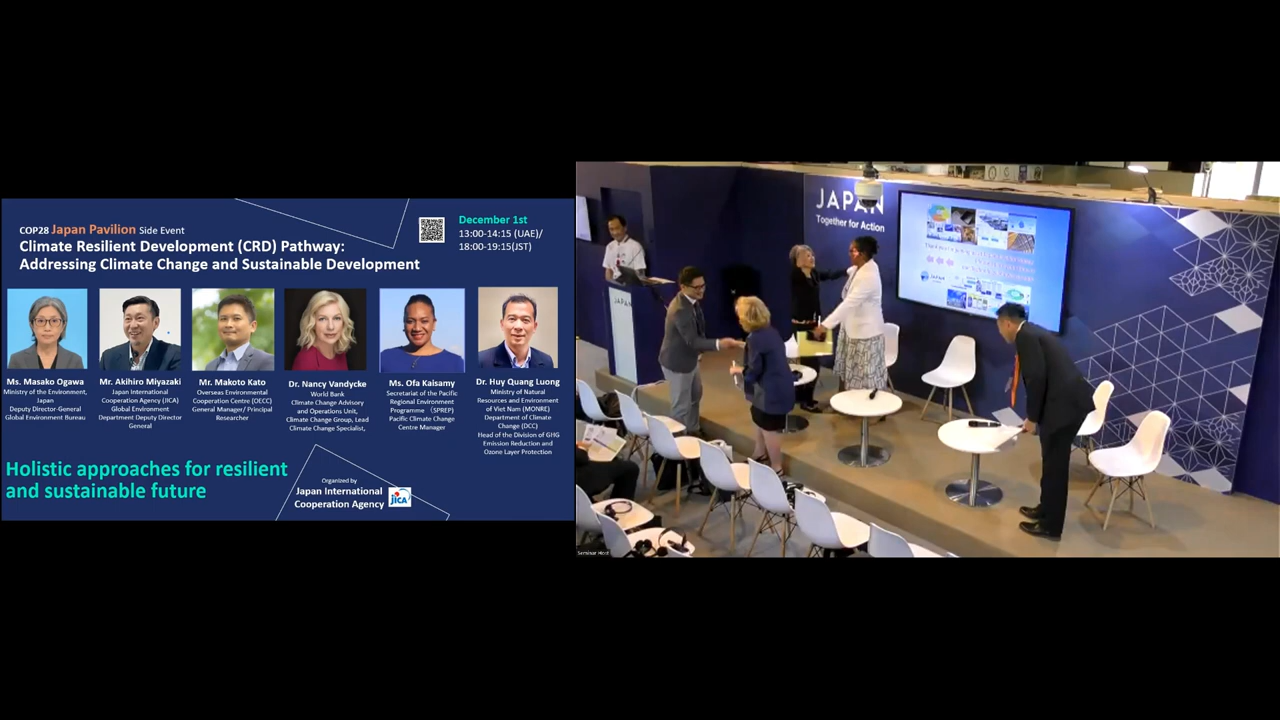 COP28 Japan Pavilion Side Event
Climate Resilient Development (CRD) Pathway:
Addressing Climate Change and Sustainable Development
December 1st
13:00-14:15 (UAE)/
18:00-19:15(JST)
Ms. Masako Ogawa
Ministry of the Environment,
Japan
Deputy Director-General
Global Environment Bureau
Mr. Akihiro Miyazaki
Japan International
Cooperation Agency (JICA)
Global Environment
Department Deputy Director
General
Mr. Makoto Kato
Overseas Environmental
Cooperation Centre (OECC)
General Manager/ Principal
Researcher
Dr. Nancy Vandycke
World Bank
Climate Change Advisory
and Operations Unit,
Climate Change Group, Lead
Climate Change Specialist,
Ms. Ofa Kaisamy
Secretariat of the Pacific
Regional Environment
Programme (SPREP)
Pacific Climate Change
Centre Manager
Dr. Huy Quang Luong
Ministry of Natural
Resources and Environment
of Viet Nam (MONRE)
Department of Climate
Change (DCC)
Head of the Division of GHG
Emission Reduction and
Ozone Layer Protection
Holistic approaches for resilient
and sustainable future
Organized by
Japan International
Cooperation Agency
JICA
JAPAN
Together for Action
JAPAN
Seminar Host